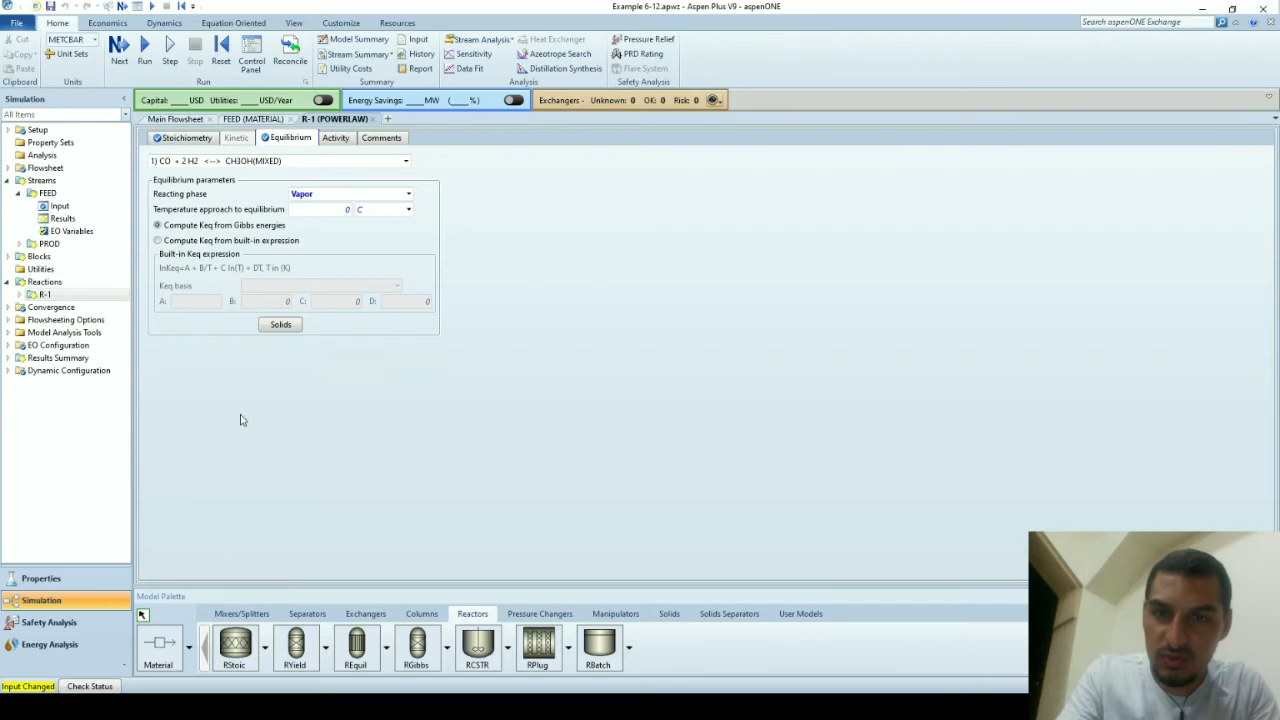 Example 6-12.apwz - Aspen Plus V9 - aspenONE
File Home Economics Dynamics Equation Oriented View Customize Resources Search aspenONE Exchange
Cut Copy Paste Clipboard
METCBAR Unit Sets Units
Next Run Step Stop Reset Control Panel Reconcile Run
Model Summary Input
Stream Summary History
Utility Costs Report
Summary
Stream Analysis Heat Exchanger
Sensitivity Azeotrope Search
Data Fit Distillation Synthesis
Analysis
Pressure Relief
PRD Rating
Flare System
Safety Analysis
Simulation
All Items
Capital: ____ USD Utilities: ____ USD/Year
Energy Savings: ____ MW (____ %)
Exchangers - Unknown: 0 OK: 0 Risk: 0
Main Flowsheet FEED (MATERIAL) R-1 (POWERLAW) +
Setup
Property Sets
Analysis
Flowsheet
Streams
FEED
Input
Results
EO Variables
PROD
Blocks
Utilities
Reactions
R-1
Convergence
Flowsheeting Options
Model Analysis Tools
EO Configuration
Results Summary
Dynamic Configuration
Stoichiometry Kinetic Equilibrium Activity Comments
1) CO + 2 H2 <--> CH3OH(MIXED)
Equilibrium parameters
Reacting phase Vapor
Temperature approach to equilibrium 0 C
Compute Keq from Gibbs energies
Compute Keq from built-in expression
Built-in Keq expression
lnKeq=A + B/T + C ln(T) + DT, T in (K)
Keq basis
A: B: 0 C: 0 D: 0
Solids
Properties
Simulation
Safety Analysis
Energy Analysis
Model Palette
Mixers/Splitters Separators Exchangers Columns Reactors Pressure Changers Manipulators Solids Solids Separators User Models
Material RStoic RYield REquil RGibbs RCSTR RPlug RBatch
Input Changed Check Status